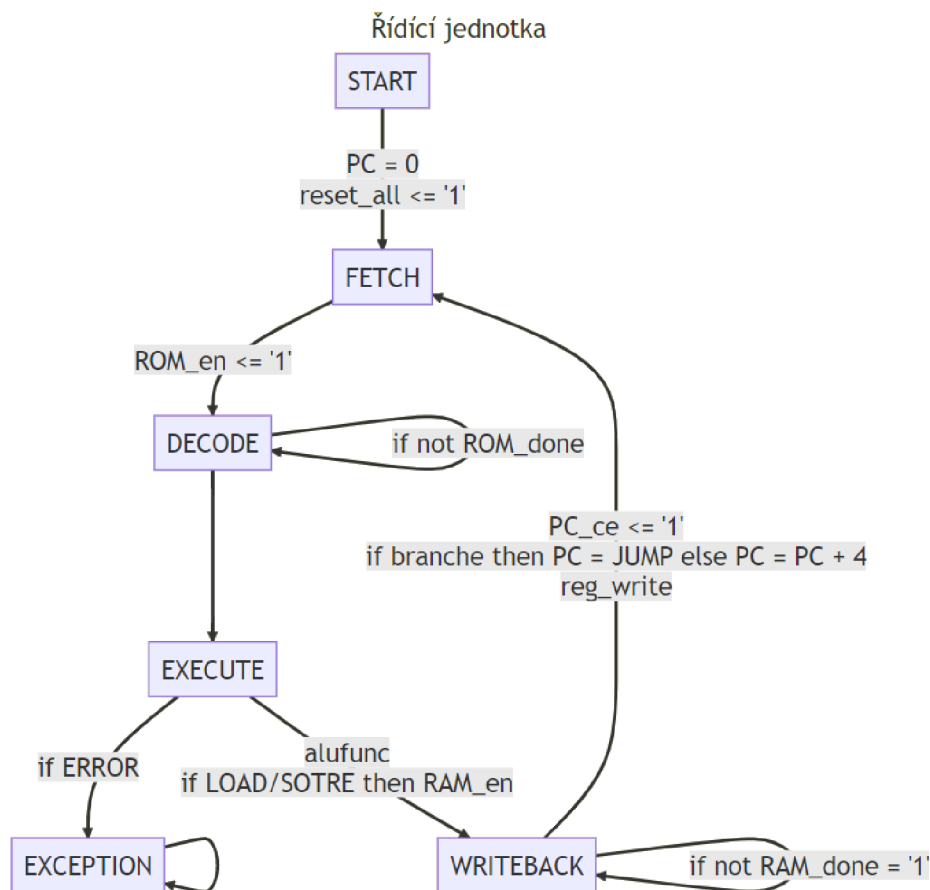 Řídící jednotka
START
PC = 0
reset_all <= '1'
FETCH
ROM_en <= '1'
DECODE
if not ROM_done
PC_ce <= '1'
if branche then PC = JUMP else PC = PC + 4
reg_write
EXECUTE
if ERROR
alufunc
if LOAD/SOTRE then RAM_en
EXCEPTION
WRITEBACK
if not RAM_done = '1'